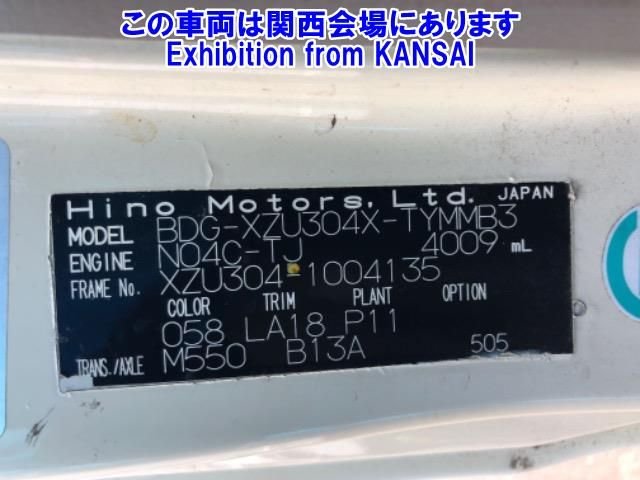 この車両は関西会場にあります
Exhibition from KANSAI
Hino Motors, Ltd. JAPAN
MODEL BDG-XZU304X-TYMMB3
ENGINE N04C-TJ 4009 mL
FRAME No. XZU304-1004135
COLOR TRIM PLANT OPTION
058 LA18 P11
TRANS./AXLE M550 B13A 505